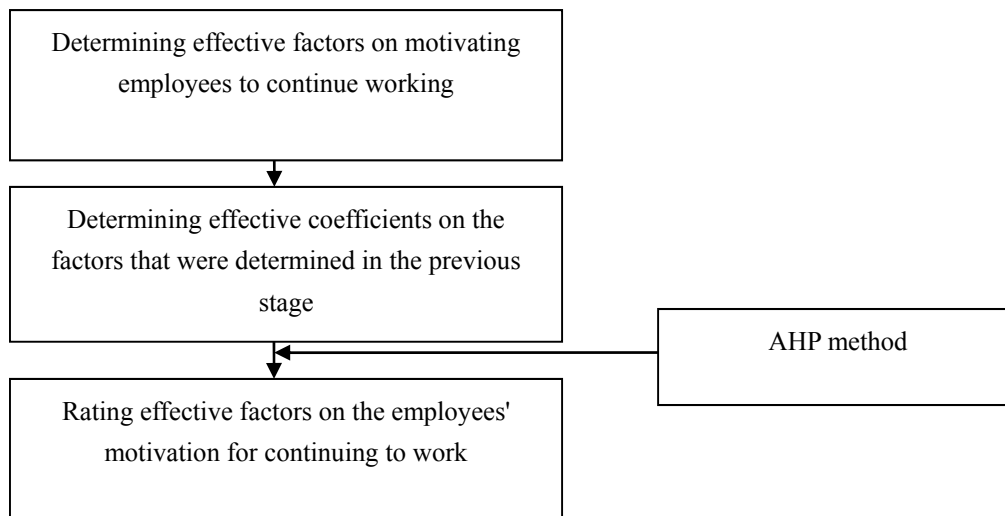 Determining effective factors on motivating
employees to continue working
Determining effective coefficients on the
factors that were determined in the previous
stage
AHP method
Rating effective factors on the employees'
motivation for continuing to work